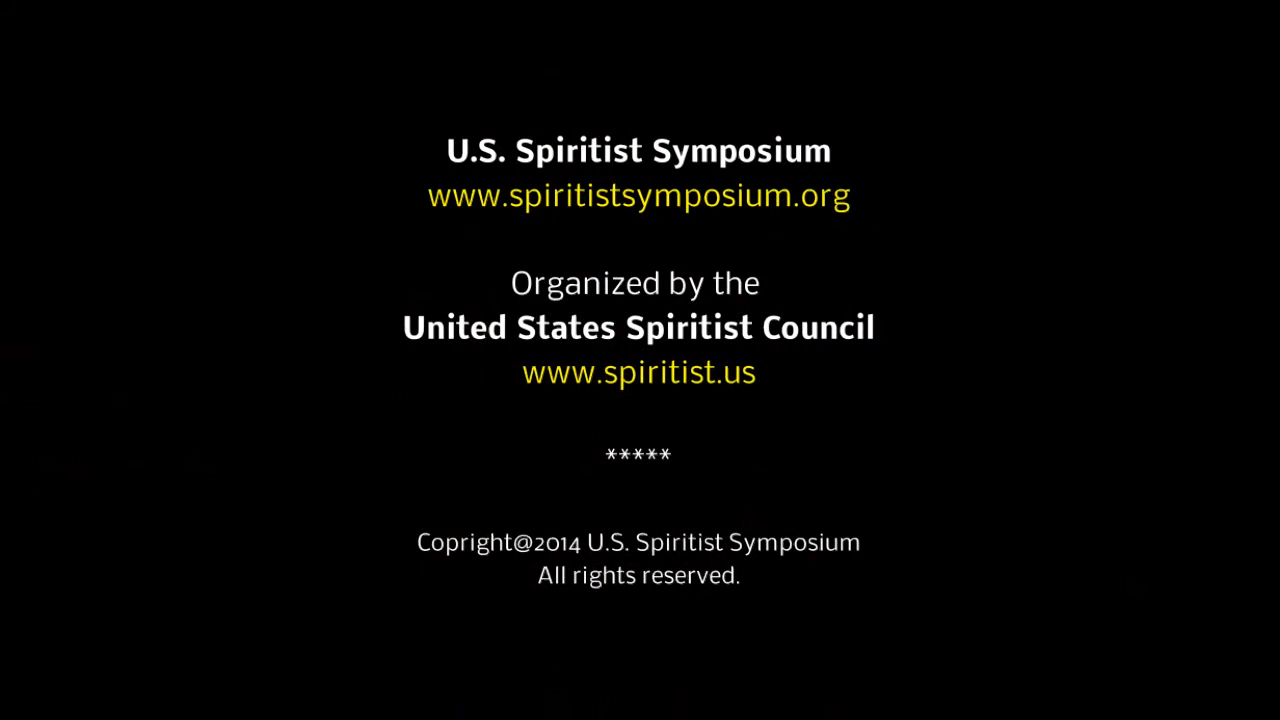 U.S. Spiritist Symposium
www.spiritistsymposium.org
Organized by the
United States Spiritist Council
www.spiritist.us
*****
Copright@2014 U.S. Spiritist Symposium
All rights reserved.